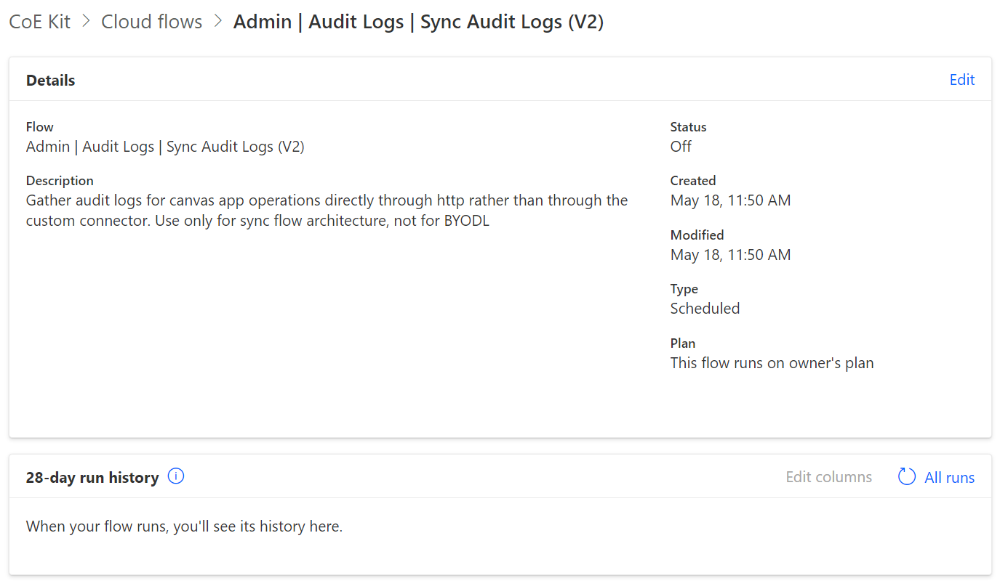 CoE Kit > Cloud flows > Admin | Audit Logs | Sync Audit Logs (V2)
Details
Edit
Flow
Admin | Audit Logs | Sync Audit Logs (V2)
Description
Gather audit logs for canvas app operations directly through http rather than through the
custom connector. Use only for sync flow architecture, not for BYODL
Status
Off
Created
May 18, 11:50 AM
Modified
May 18, 11:50 AM
Type
Scheduled
Plan
This flow runs on owner's plan
28-day run history
Edit columns
All runs
When your flow runs, you'll see its history here.